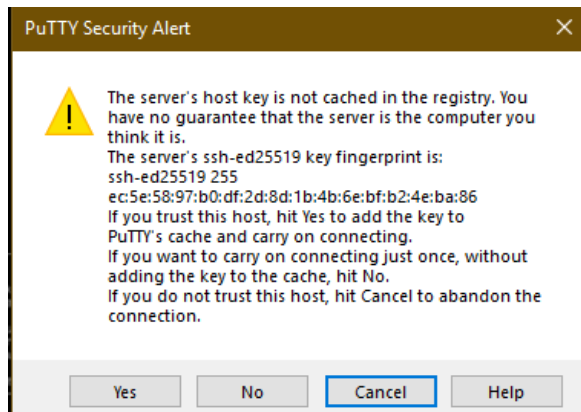 PuTTY Security Alert
The server's host key is not cached in the registry. You
have no guarantee that the server is the computer you
think it is.
The server's ssh-ed25519 key fingerprint is:
ssh-ed25519 255
ec:5e:58:97:b0:df:2d:8d:1b:4b:6e:bf:b2:4e:ba:86
If you trust this host, hit Yes to add the key to
PuTTY's cache and carry on connecting.
If you want to carry on connecting just once, without
adding the key to the cache, hit No.
If you do not trust this host, hit Cancel to abandon the
connection.
Yes No Cancel Help